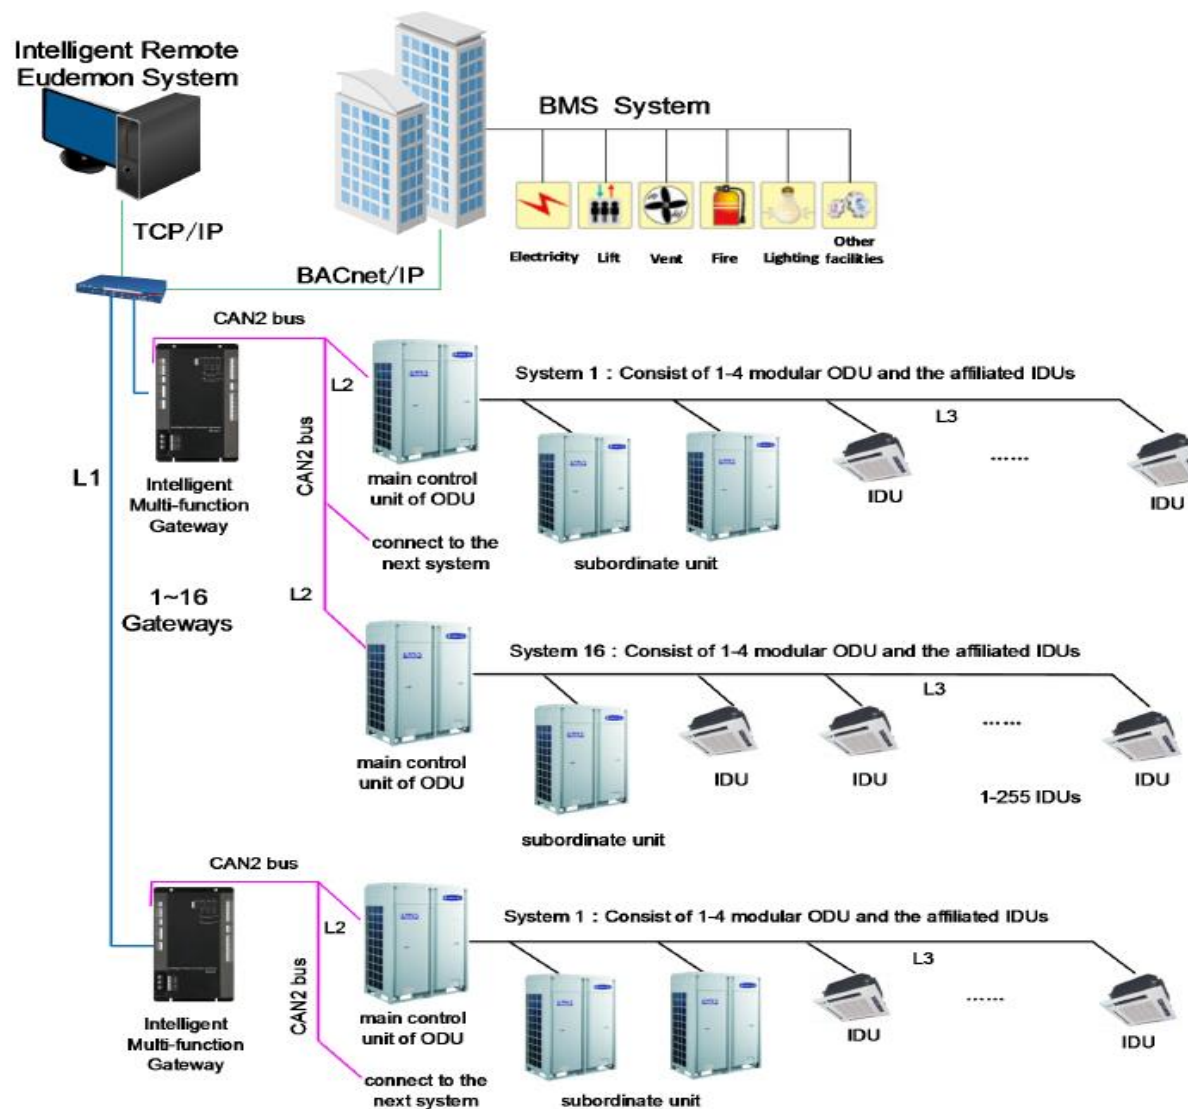 Intelligent Remote
Eudemon System
BMS System
TCP/IP
BACnet/IP
Electricity
Lift
Vent
Fire
Lighting
Other
facilities
CAN2 bus
L2
CAN2 bus
System 1 : Consist of 1-4 modular ODU and the affiliated IDUs
L3
L1
Intelligent
Multi-function
Gateway
main control
unit of ODU
IDU
......
IDU
connect to the
next system
subordinate unit
1~16
Gateways
L2
System 16 : Consist of 1-4 modular ODU and the affiliated IDUs
L3
main control
unit of ODU
IDU
IDU
......
IDU
1-255 IDUs
subordinate unit
CAN2 bus
L2
CAN2 bus
System 1 : Consist of 1-4 modular ODU and the affiliated IDUs
L3
Intelligent
Multi-function
Gateway
main control
unit of ODU
IDU
......
IDU
connect to the
next system
subordinate unit